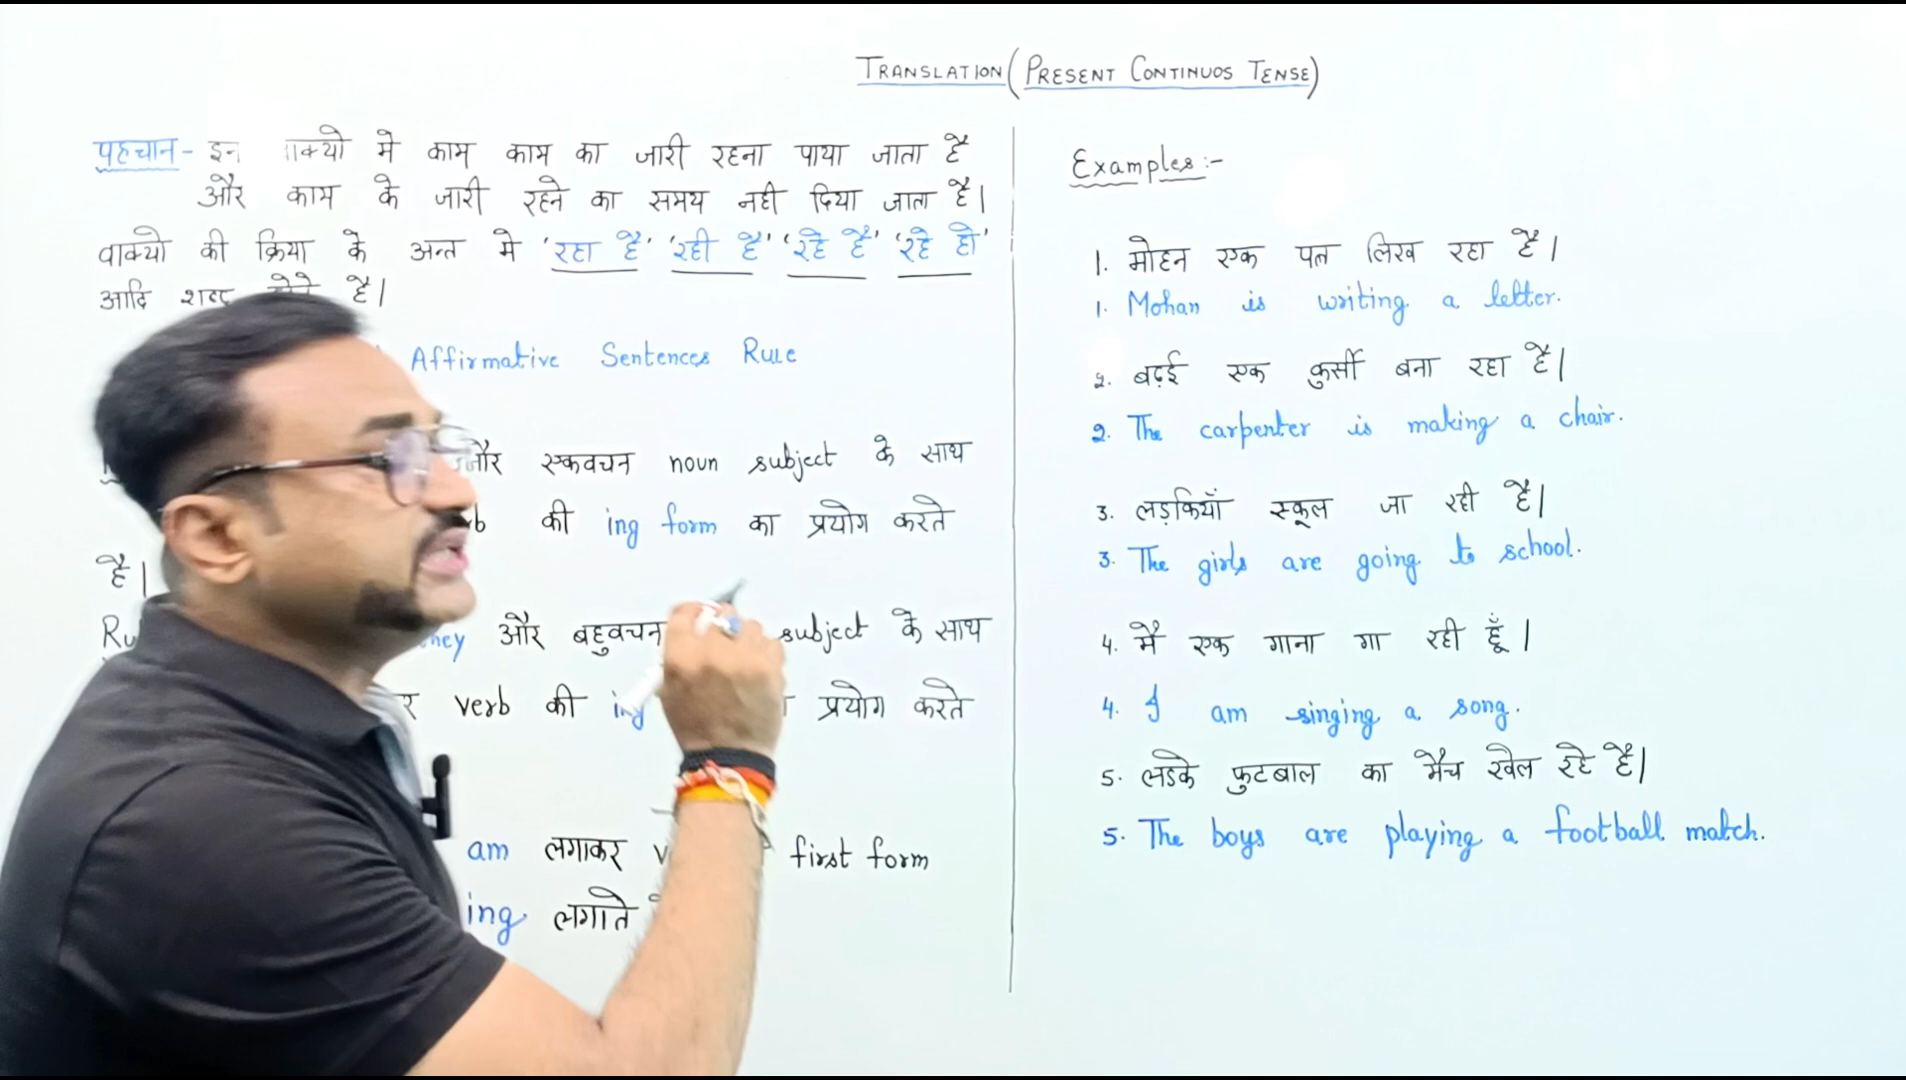 TRANSLATION (PRESENT CONTINUOS TENSE)
पहचान - इन वाक्यो मे काम काम का जारी रहना पाया जाता है
और काम के जारी रहने का समय नही दिया जाता है।
वाक्यो की क्रिया के अन्त मे 'रहा है' 'रही है' 'रहे है' 'रहे हो'
आदि शब्द होते है।
Affirmative Sentences Rule
और एकवचन noun subject के साथ
की ing form का प्रयोग करते
है।
और बहुवचन subject के साथ
verb की ing प्रयोग करते
am लगाकर first form
ing लगाते
Examples :-
1. मोहन एक पत्र लिख रहा है।
1. Mohan is writing a letter.
2. बढ़ई एक कुर्सी बना रहा है।
2. The carpenter is making a chair.
3. लड़कियाँ स्कूल जा रही है।
3. The girls are going to school.
4. मै एक गाना गा रही हूँ।
4. I am singing a song.
5. लडके फुटबाल का मैच खेल रहे है।
5. The boys are playing a football match.